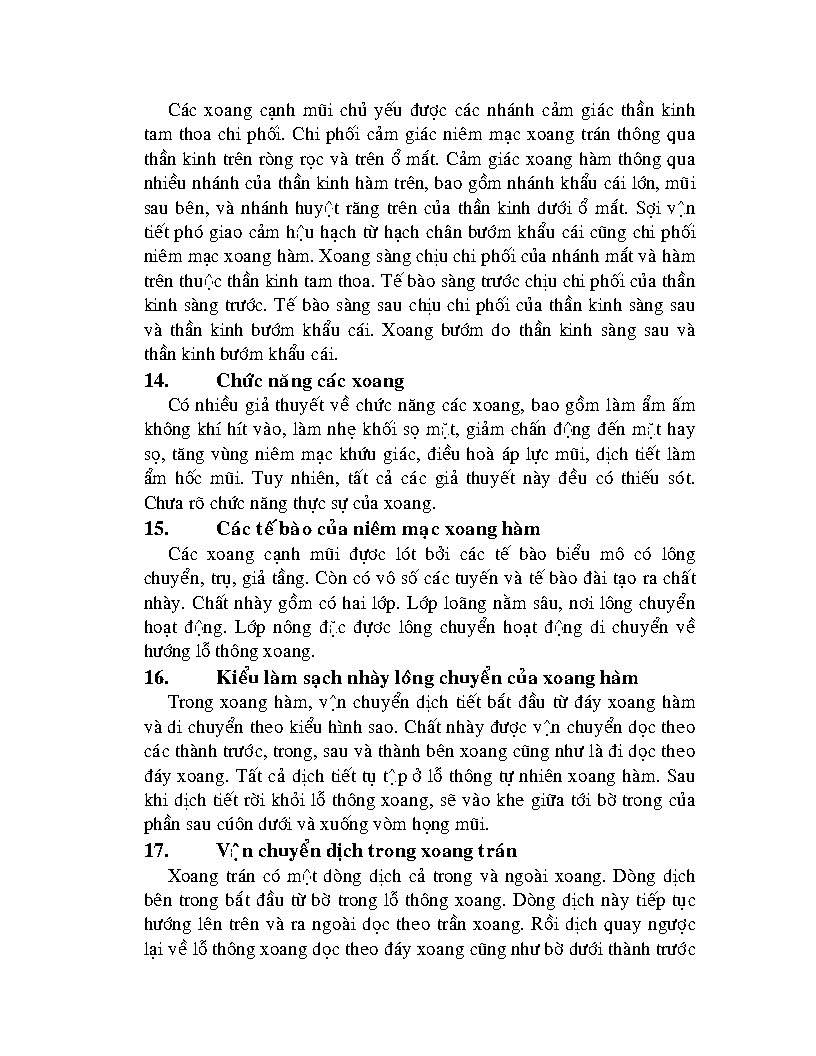 Các xoang cạnh mũi chủ yếu được các nhánh cảm giác thần kinh
tam thoa chi phối. Chi phối cảm giác niêm mạc xoang trán thông qua
thần kinh trên ròng rọc và trên ổ mắt. Cảm giác xoang hàm thông qua
nhiều nhánh của thần kinh hàm trên, bao gồm nhánh khẩu cái lớn, mũi
sau bên, và nhánh huyệt răng trên của thần kinh dưới ổ mắt. Sợi vận
tiết phó giao cảm hậu hạch từ hạch chân bướm khẩu cái cũng chi phối
niêm mạc xoang hàm. Xoang sàng chịu chi phối của nhánh mắt và hàm
trên thuộc thần kinh tam thoa. Tế bào sàng trước chịu chi phối của thần
kinh sàng trước. Tế bào sàng sau chịu chi phối của thần kinh sàng sau
và thần kinh bướm khẩu cái. Xoang bướm do thần kinh sàng sau và
thần kinh bướm khẩu cái.
14. Chức năng các xoang
Có nhiều giả thuyết về chức năng các xoang, bao gồm làm ẩm ấm
không khí hít vào, làm nhẹ khối sọ mặt, giảm chấn động đến mặt hay
sọ, tăng vùng niêm mạc khứu giác, điều hoà áp lực mũi, dịch tiết làm
ẩm hốc mũi. Tuy nhiên, tất cả các giả thuyết này đều có thiếu sót.
Chưa rõ chức năng thực sự của xoang.
15. Các tế bào của niêm mạc xoang hàm
Các xoang cạnh mũi đựơc lót bởi các tế bào biểu mô có lông
chuyển, trụ, giả tầng. Còn có vô số các tuyến và tế bào đài tạo ra chất
nhày. Chất nhày gồm có hai lớp. Lớp loãng nằm sâu, nơi lông chuyển
hoạt động. Lớp nông đặc đựơc lông chuyển hoạt động di chuyển về
hướng lỗ thông xoang.
16. Kiểu làm sạch nhày lông chuyển của xoang hàm
Trong xoang hàm, vận chuyển dịch tiết bắt đầu từ đáy xoang hàm
và di chuyển theo kiểu hình sao. Chất nhày được vận chuyển dọc theo
các thành trước, trong, sau và thành bên xoang cũng như là đi dọc theo
đáy xoang. Tất cả dịch tiết tụ tập ở lỗ thông tự nhiên xoang hàm. Sau
khi dịch tiết rời khỏi lỗ thông xoang, sẽ vào khe giữa tới bờ trong của
phần sau cuốn dưới và xuống vòm họng mũi.
17. Vận chuyển dịch trong xoang trán
Xoang trán có một dòng dịch cả trong và ngoài xoang. Dòng dịch
bên trong bắt đầu từ bờ trong lỗ thông xoang. Dòng dịch này tiếp tục
hướng lên trên và ra ngoài dọc theo trần xoang. Rồi dịch quay ngược
lại về lỗ thông xoang dọc theo đáy xoang cũng như bờ dưới thành trước